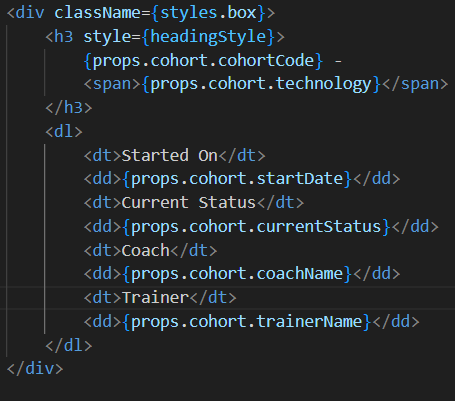 <div className={styles.box}>
    <h3 style={headingStyle}>
        {props.cohort.cohortCode} -
        <span>{props.cohort.technology}</span>
    </h3>
    <dl>
        <dt>Started On</dt>
        <dd>{props.cohort.startDate}</dd>
        <dt>Current Status</dt>
        <dd>{props.cohort.currentStatus}</dd>
        <dt>Coach</dt>
        <dd>{props.cohort.coachName}</dd>
        <dt>Trainer</dt>
        <dd>{props.cohort.trainerName}</dd>
    </dl>
</div>